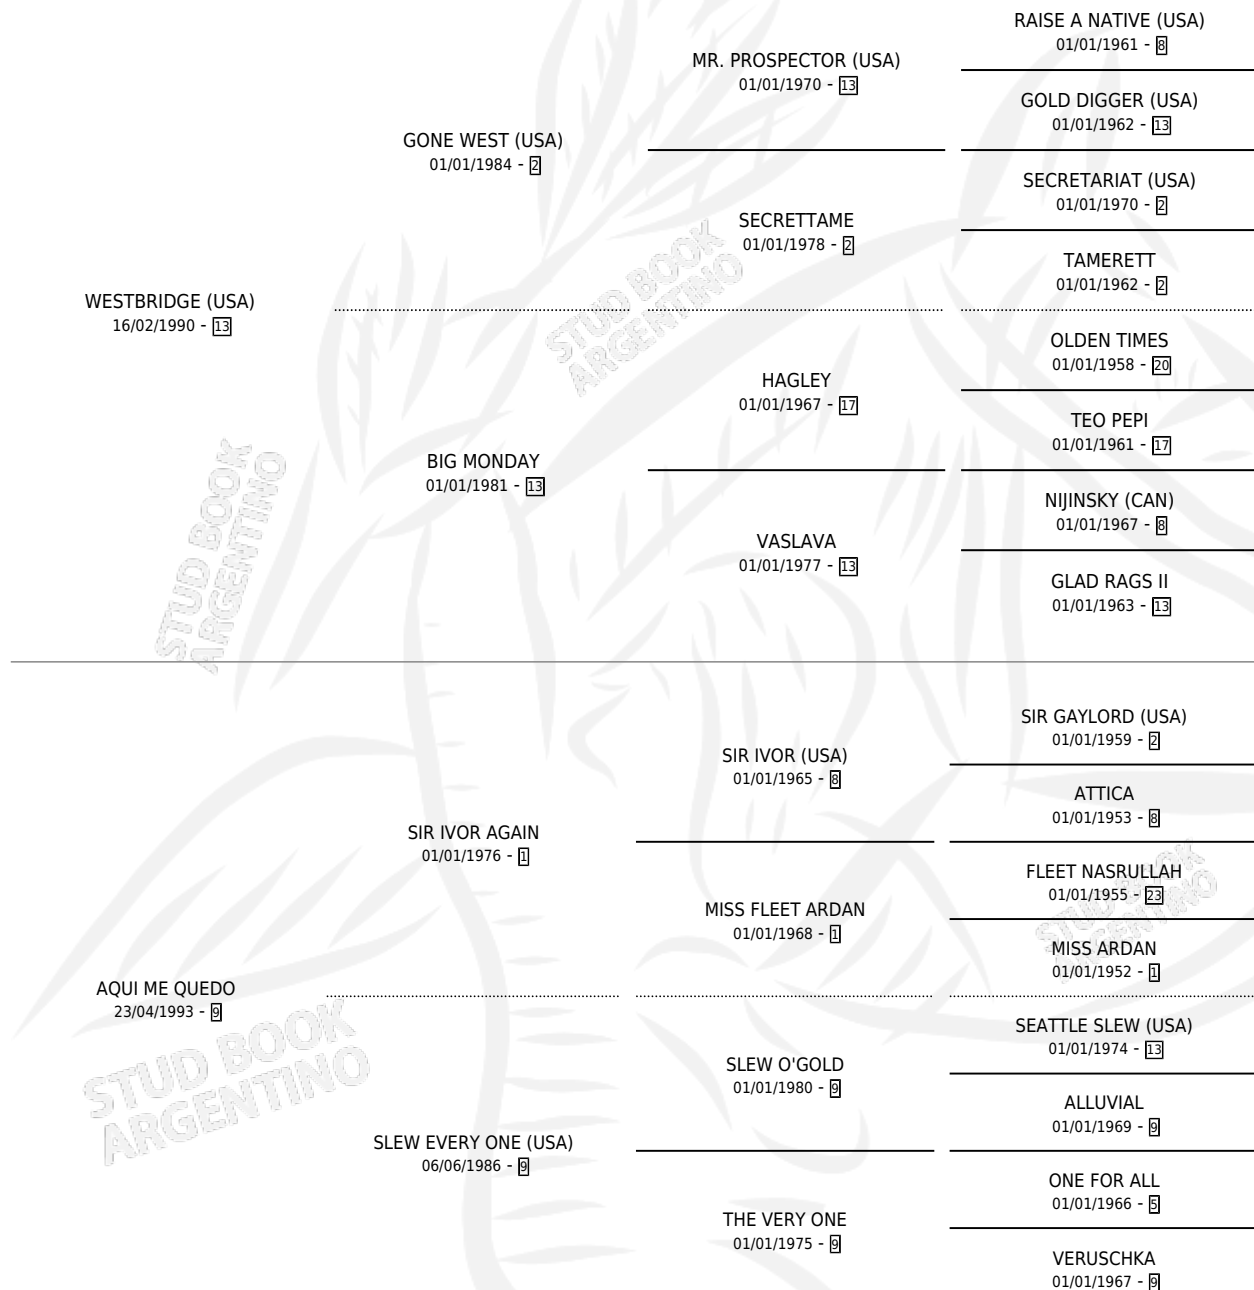 RAISE A NATIVE (USA)
01/01/1961 - 8
MR. PROSPECTOR (USA)
01/01/1970 - 13
GOLD DIGGER (USA)
01/01/1962 - 13
GONE WEST (USA)
01/01/1984 - 2
SECRETARIAT (USA)
01/01/1970 - 2
SECRETTAME
01/01/1978 - 2
TAMERETT
01/01/1962 - 2
WESTBRIDGE (USA)
16/02/1990 - 13
OLDEN TIMES
01/01/1958 - 20
HAGLEY
01/01/1967 - 17
TEO PEPI
01/01/1961 - 17
BIG MONDAY
01/01/1981 - 13
NIJINSKY (CAN)
01/01/1967 - 8
VASLAVA
01/01/1977 - 13
GLAD RAGS II
01/01/1963 - 13
SIR GAYLORD (USA)
01/01/1959 - 2
SIR IVOR (USA)
01/01/1965 - 8
ATTICA
01/01/1953 - 8
SIR IVOR AGAIN
01/01/1976 - 1
FLEET NASRULLAH
01/01/1955 - 23
MISS FLEET ARDAN
01/01/1968 - 1
MISS ARDAN
01/01/1952 - 1
AQUI ME QUEDO
23/04/1993 - 9
SEATTLE SLEW (USA)
01/01/1974 - 13
SLEW O'GOLD
01/01/1980 - 9
ALLUVIAL
01/01/1969 - 9
SLEW EVERY ONE (USA)
06/06/1986 - 9
ONE FOR ALL
01/01/1966 - 5
THE VERY ONE
01/01/1975 - 9
VERUSCHKA
01/01/1967 - 9
STUD BOOK
ARGENTINO
STUD BOOK
ARGENTINO
STUD BOOK
ARGENTINO
STUD BOOK
ARGENTINO